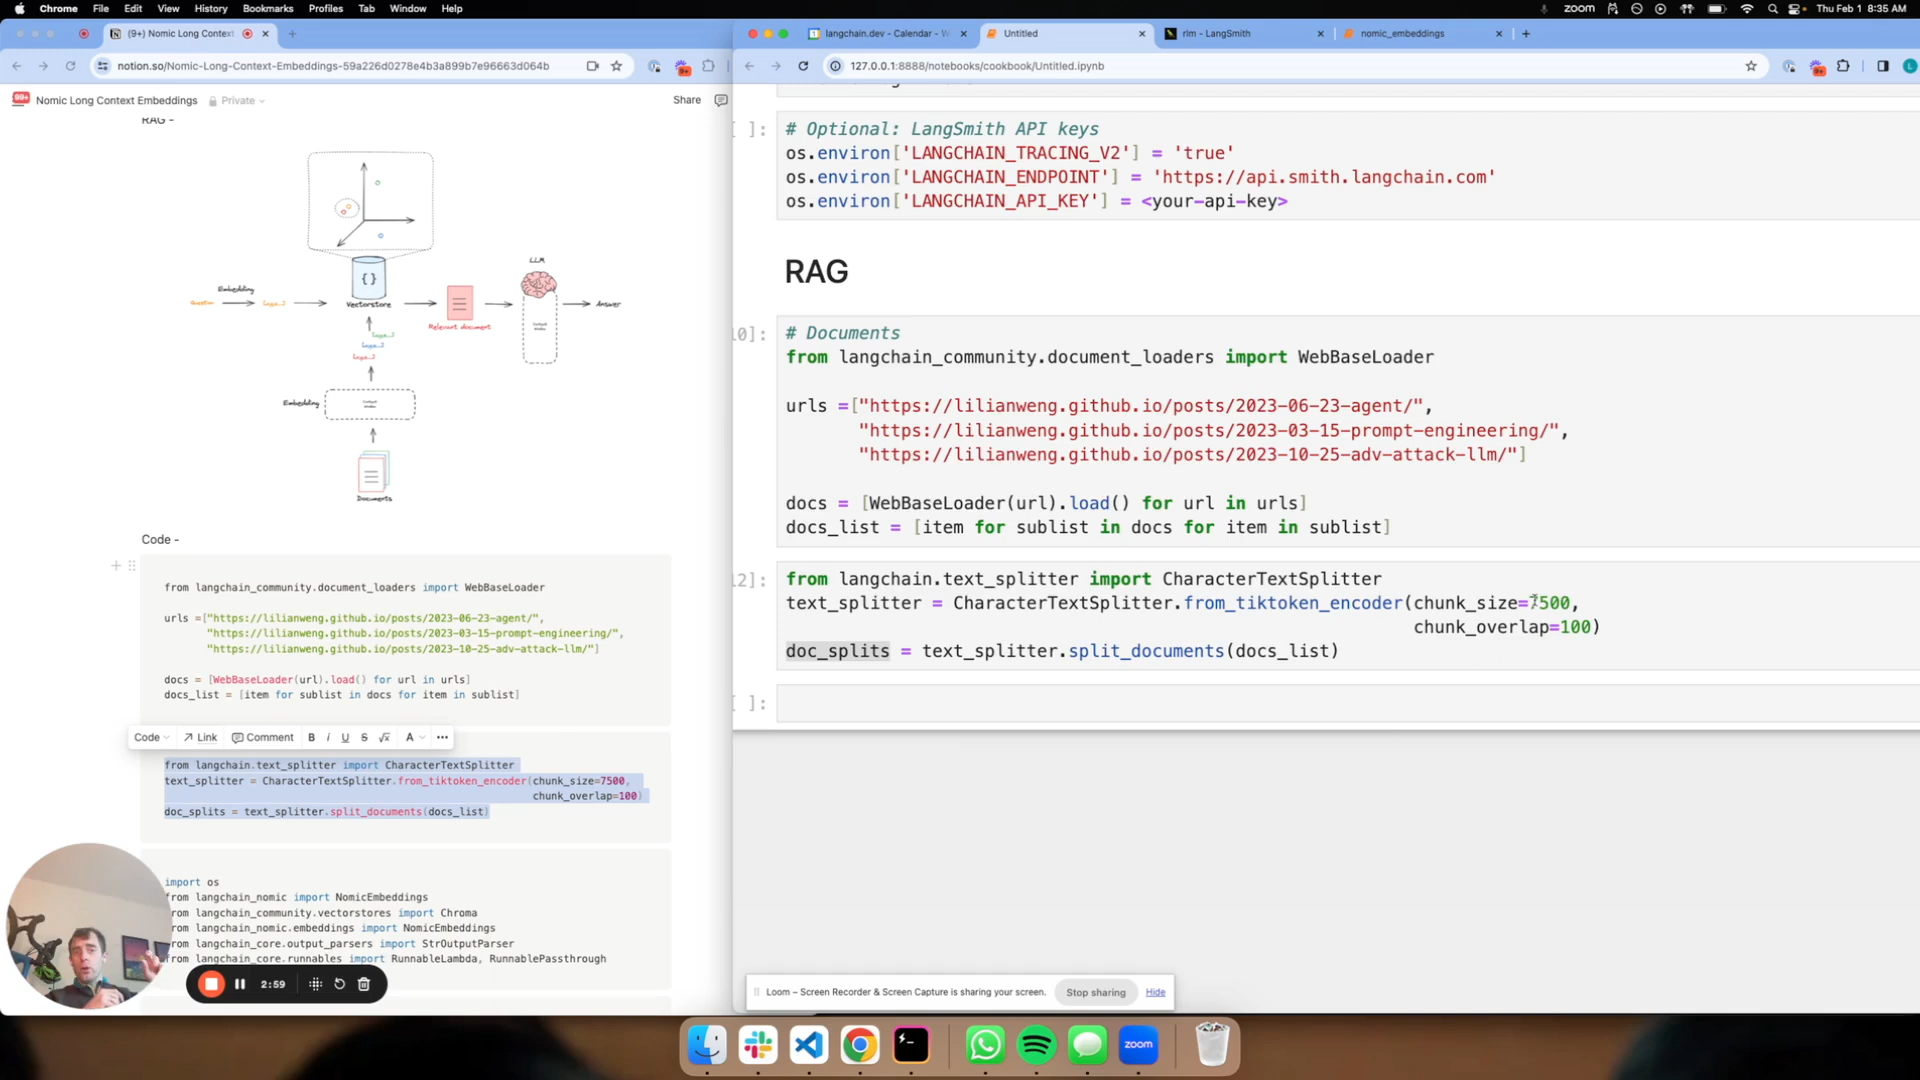 Chrome File Edit View History Bookmarks Profiles Tab Window Help
zoom Thu Feb 1 8:35 AM
(9+) Nomic Long Context
notion.so/Nomic-Long-Context-Embeddings-59a226d0278e4b3a899b7e96663d064b
99+ Nomic Long Context Embeddings Private Share
RAG -
LLM
Embedding
Question
Vectorstore
Relevant document
Answer
Context
Window
Embedding
Context
Window
Documents
Code -
from langchain_community.document_loaders import WebBaseLoader
urls =["https://lilianweng.github.io/posts/2023-06-23-agent/",
"https://lilianweng.github.io/posts/2023-03-15-prompt-engineering/",
"https://lilianweng.github.io/posts/2023-10-25-adv-attack-llm/"]
docs = [WebBaseLoader(url).load() for url in urls]
docs_list = [item for sublist in docs for item in sublist]
Code Link Comment B i U S √x A •••
from langchain.text_splitter import CharacterTextSplitter
text_splitter = CharacterTextSplitter.from_tiktoken_encoder(chunk_size=7500,
chunk_overlap=100)
doc_splits = text_splitter.split_documents(docs_list)
import os
from langchain_nomic import NomicEmbeddings
from langchain_community.vectorstores import Chroma
from langchain_nomic.embeddings import NomicEmbeddings
from langchain_core.output_parsers import StrOutputParser
from langchain_core.runnables import RunnableLambda, RunnablePassthrough
2:59
langchain.dev - Calendar - W
Untitled
rlm - LangSmith
nomic_embeddings
127.0.0.1:8888/notebooks/cookbook/Untitled.ipynb
[ ]:
# Optional: LangSmith API keys
os.environ['LANGCHAIN_TRACING_V2'] = 'true'
os.environ['LANGCHAIN_ENDPOINT'] = 'https://api.smith.langchain.com'
os.environ['LANGCHAIN_API_KEY'] = <your-api-key>
RAG
10]:
# Documents
from langchain_community.document_loaders import WebBaseLoader
urls =["https://lilianweng.github.io/posts/2023-06-23-agent/",
"https://lilianweng.github.io/posts/2023-03-15-prompt-engineering/",
"https://lilianweng.github.io/posts/2023-10-25-adv-attack-llm/"]
docs = [WebBaseLoader(url).load() for url in urls]
docs_list = [item for sublist in docs for item in sublist]
12]:
from langchain.text_splitter import CharacterTextSplitter
text_splitter = CharacterTextSplitter.from_tiktoken_encoder(chunk_size=7500,
chunk_overlap=100)
doc_splits = text_splitter.split_documents(docs_list)
[ ]:
Loom – Screen Recorder & Screen Capture is sharing your screen. Stop sharing Hide
zoom